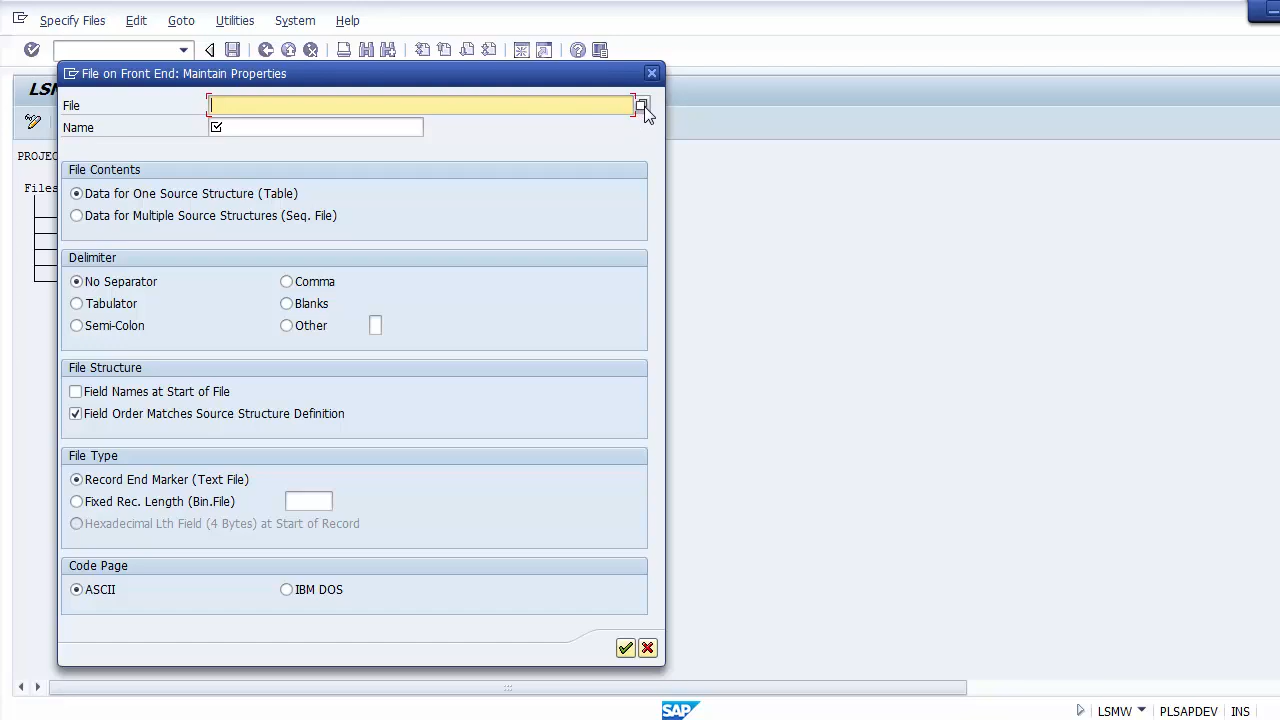 Specify Files Edit Goto Utilities System Help
File on Front End: Maintain Properties
LSM
File
Name
PROJEC
File Contents
Files
Data for One Source Structure (Table)
Data for Multiple Source Structures (Seq. File)
Delimiter
No Separator Comma
Tabulator Blanks
Semi-Colon Other
File Structure
Field Names at Start of File
Field Order Matches Source Structure Definition
File Type
Record End Marker (Text File)
Fixed Rec. Length (Bin.File)
Hexadecimal Lth Field (4 Bytes) at Start of Record
Code Page
ASCII IBM DOS
SAP LSMW PLSAPDEV INS